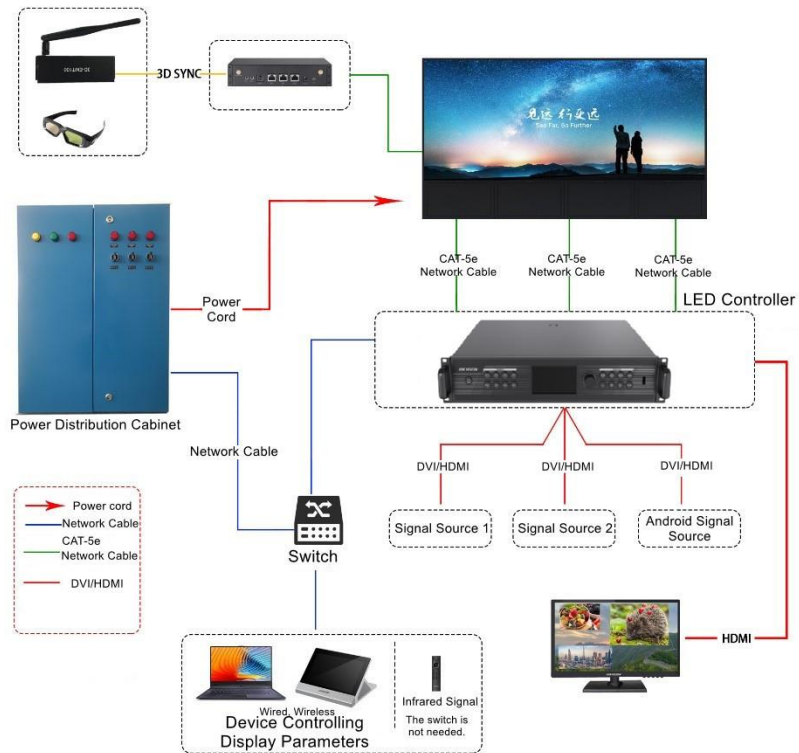 3D-EMT100
3D SYNC
见远 行更远
See Far, Go Further
CAT-5e
Network Cable
CAT-5e
Network Cable
CAT-5e
Network Cable
LED Controller
Power
Cord
Power Distribution Cabinet
Network Cable
DVI/HDMI
DVI/HDMI
DVI/HDMI
Signal Source 1
Signal Source 2
Android Signal
Source
Switch
Power cord
Network Cable
CAT-5e
Network Cable
DVI/HDMI
HDMI
Wired, Wireless
Device Controlling
Display Parameters
Infrared Signal
The switch is
not needed.